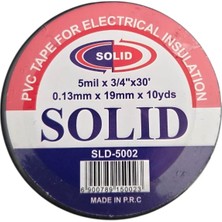 PVC TAPE FOR ELECTRICAL INSULATION
SOLID
5mil x 3/4"x30'
0.13mm x 19mm x 10yds
SOLID
SLD-5002
6900789150023
MADE IN P.R.C